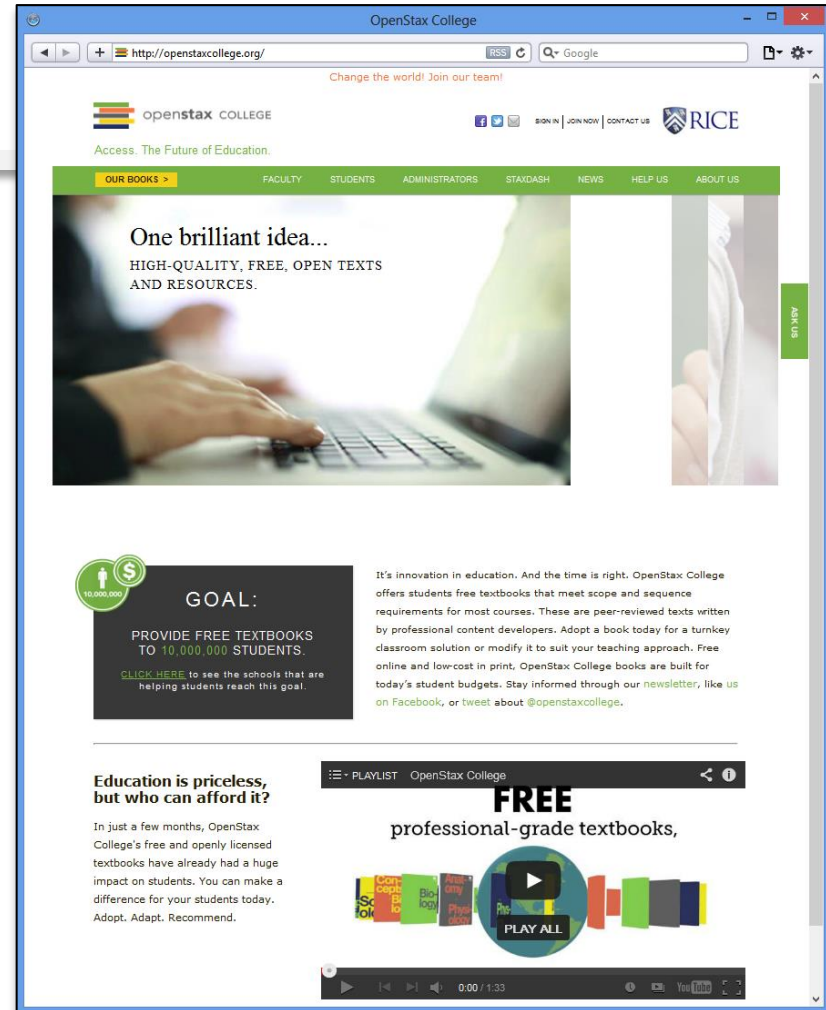 OpenStax College
http://openstaxcollege.org/
RSS
Google
Change the world! Join our team!
openstax COLLEGE
SIGN IN | JOIN NOW | CONTACT US
RICE
Access. The Future of Education.
OUR BOOKS >
FACULTY
STUDENTS
ADMINISTRATORS
STAXDASH
NEWS
HELP US
ABOUT US
One brilliant idea...
HIGH-QUALITY, FREE, OPEN TEXTS
AND RESOURCES.
ASK US
10,000,000
$
GOAL:
PROVIDE FREE TEXTBOOKS
TO 10,000,000 STUDENTS.
CLICK HERE to see the schools that are
helping students reach this goal.
It's innovation in education. And the time is right. OpenStax College
offers students free textbooks that meet scope and sequence
requirements for most courses. These are peer-reviewed texts written
by professional content developers. Adopt a book today for a turnkey
classroom solution or modify it to suit your teaching approach. Free
online and low-cost in print, OpenStax College books are built for
today's student budgets. Stay informed through our newsletter, like us
on Facebook, or tweet about @openstaxcollege.
Education is priceless,
but who can afford it?
In just a few months, OpenStax
College's free and openly licensed
textbooks have already had a huge
impact on students. You can make a
difference for your students today.
Adopt. Adapt. Recommend.
PLAYLIST OpenStax College
FREE
professional-grade textbooks,
Bio-
logy
PLAY ALL
0:00 / 1:33
YouTube